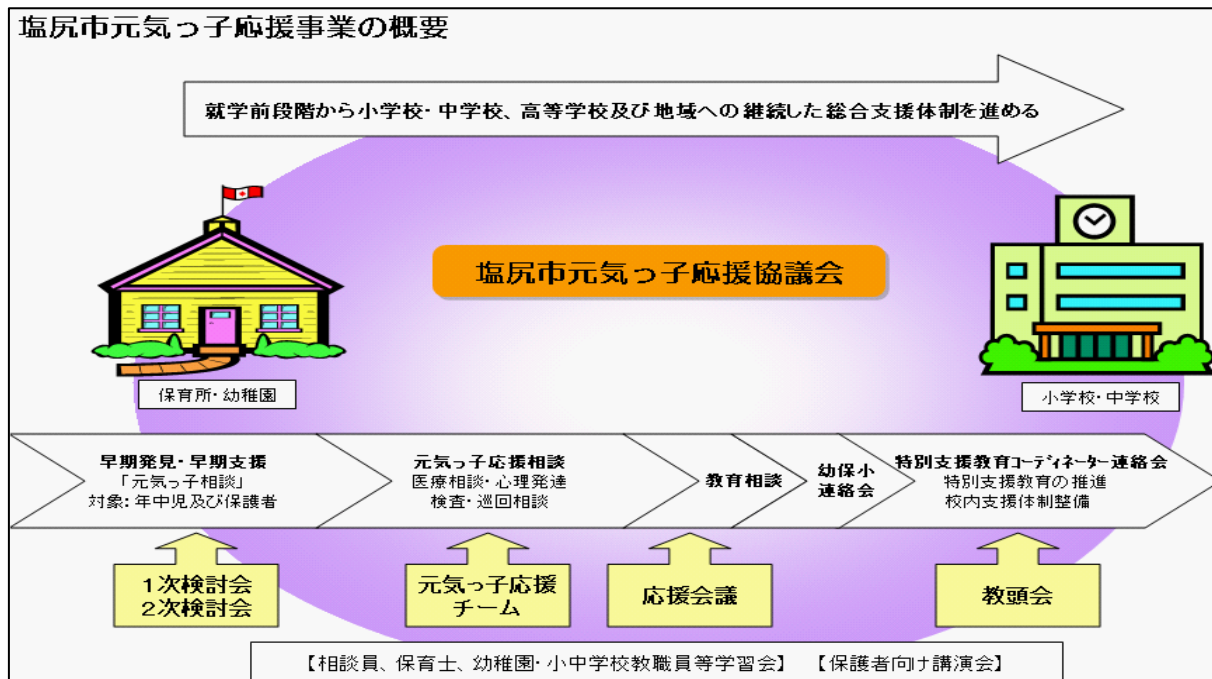 塩尻市元気っ子応援事業の概要
就学前段階から小学校・中学校、高等学校及び地域への継続した総合支援体制を進める
塩尻市元気っ子応援協議会
保育所・幼稚園
小学校・中学校
早期発見・早期支援
「元気っ子相談」
対象：年中児及び保護者
元気っ子応援相談
医療相談・心理発達
検査・巡回相談
教育相談
幼保小
連絡会
特別支援教育コーディネーター連絡会
特別支援教育の推進
校内支援体制整備
1次検討会
2次検討会
元気っ子応援
チーム
応援会議
教頭会
【相談員、保育士、幼稚園・小中学校教職員等学習会】　【保護者向け講演会】